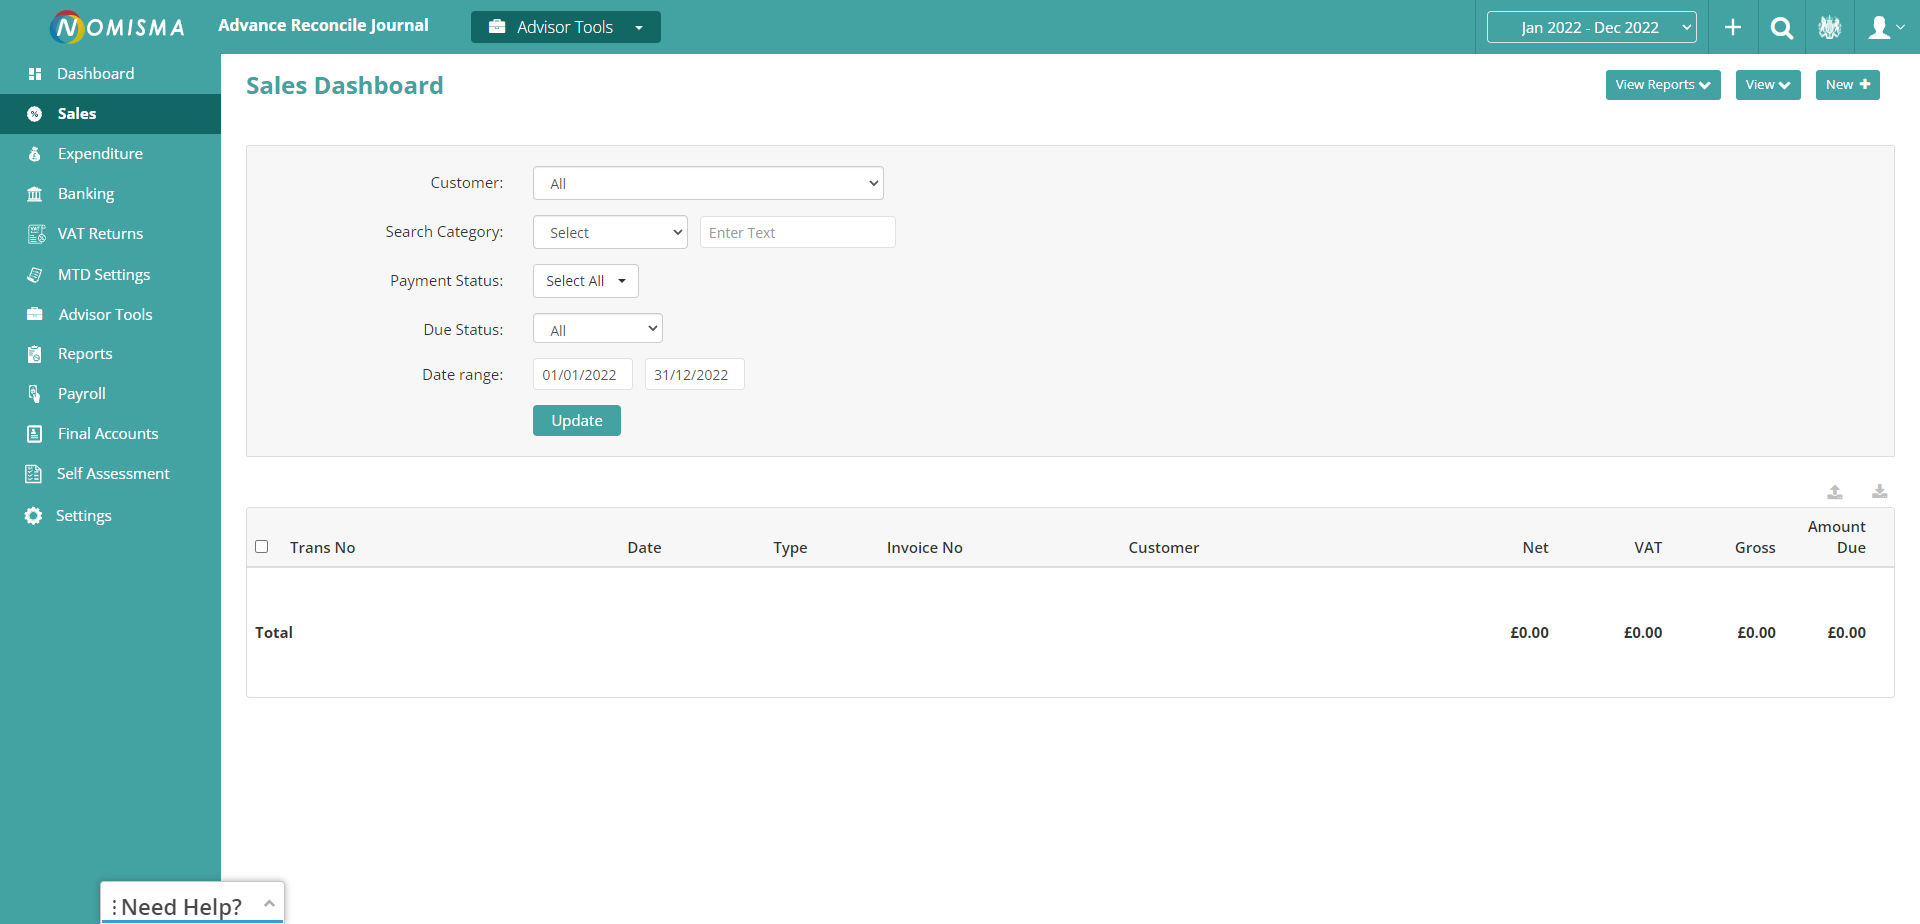 NOMISMA
Advance Reconcile Journal
Advisor Tools
Jan 2022 - Dec 2022
Dashboard
Sales
Expenditure
Banking
VAT Returns
MTD Settings
Advisor Tools
Reports
Payroll
Final Accounts
Self Assessment
Settings
Sales Dashboard
View Reports
View
New
Customer: All
Search Category: Select Enter Text
Payment Status: Select All
Due Status: All
Date range: 01/01/2022 31/12/2022
Update
Trans No Date Type Invoice No Customer Net VAT Gross Amount Due
Total £0.00 £0.00 £0.00 £0.00
Need Help?